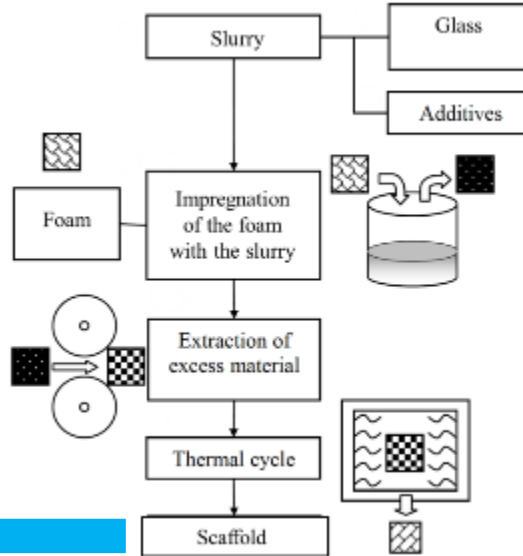 Slurry
Glass
Additives
Foam
Impregnation
of the foam
with the slurry
Extraction of
excess material
Thermal cycle
Scaffold